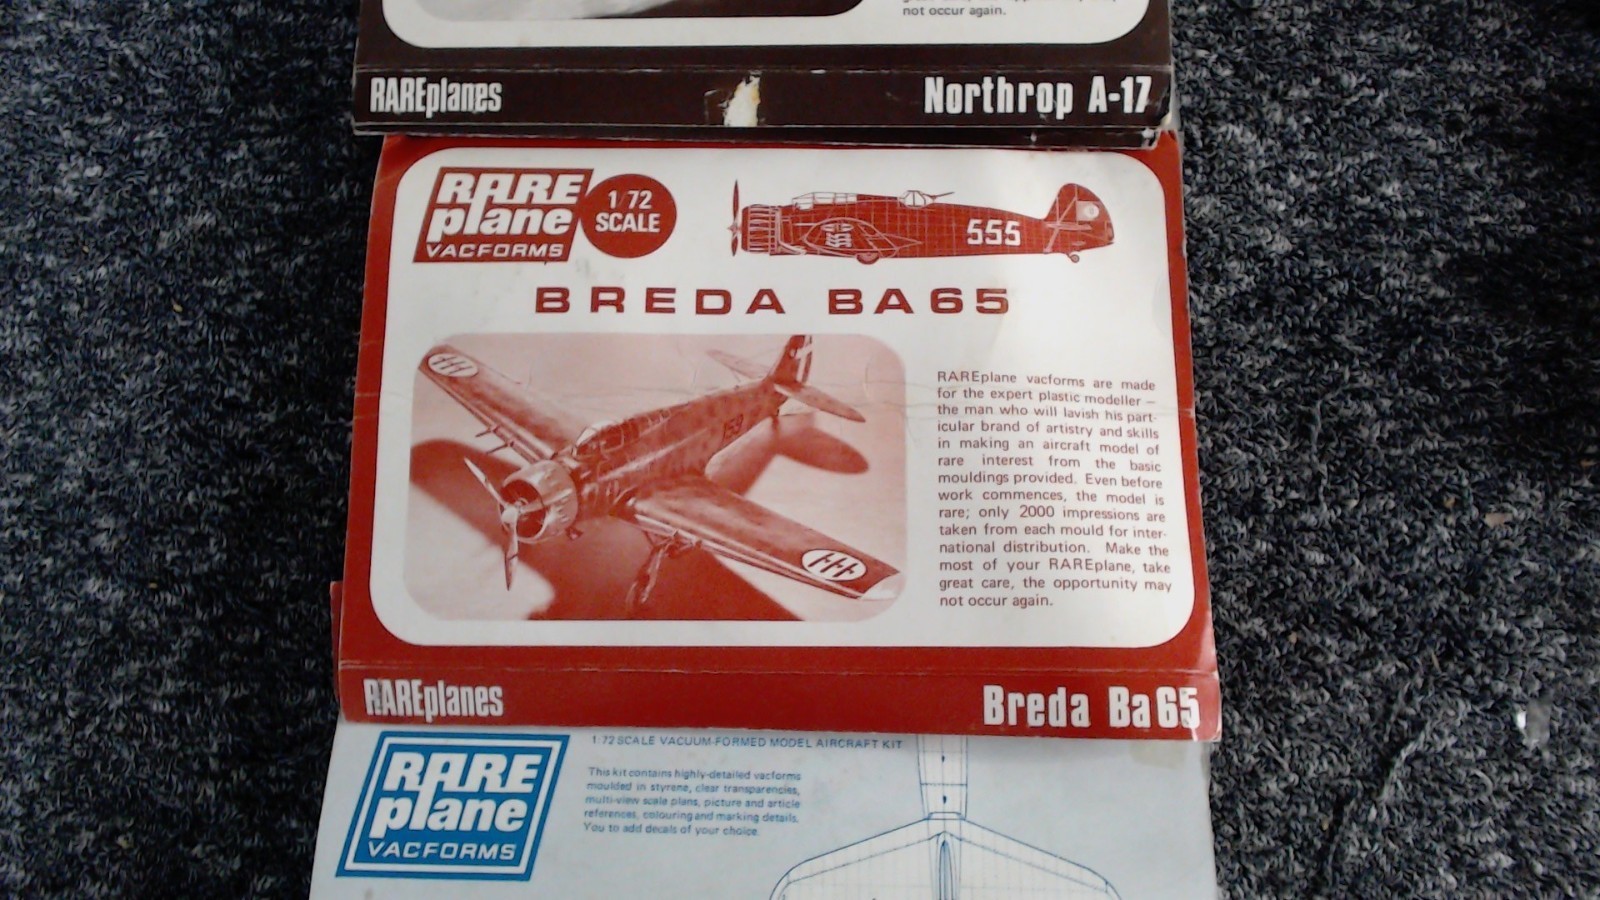 not occur again.
RAREplanes
Northrop A-17
RARE
plane
VACFORMS
1/72
SCALE
555
555
BREDA BA65
159
RAREplane vacforms are made
for the expert plastic modeller –
the man who will lavish his part-
icular brand of artistry and skills
in making an aircraft model of
rare interest from the basic
mouldings provided. Even before
work commences, the model is
rare; only 2000 impressions are
taken from each mould for inter-
national distribution. Make the
most of your RAREplane, take
great care, the opportunity may
not occur again.
RAREplanes
Breda Ba65
RARE
plane
VACFORMS
1:72 SCALE VACUUM-FORMED MODEL AIRCRAFT KIT
This kit contains highly-detailed vacforms
moulded in styrene, clear transparencies,
multi-view scale plans, picture and article
references, colouring and marking details.
You to add decals of your choice.